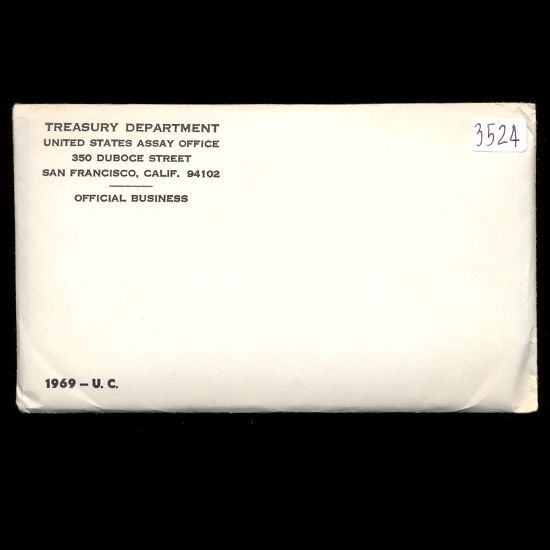 TREASURY DEPARTMENT
UNITED STATES ASSAY OFFICE
350 DUBOCE STREET
SAN FRANCISCO, CALIF. 94102
OFFICIAL BUSINESS
3524
1969 – U. C.